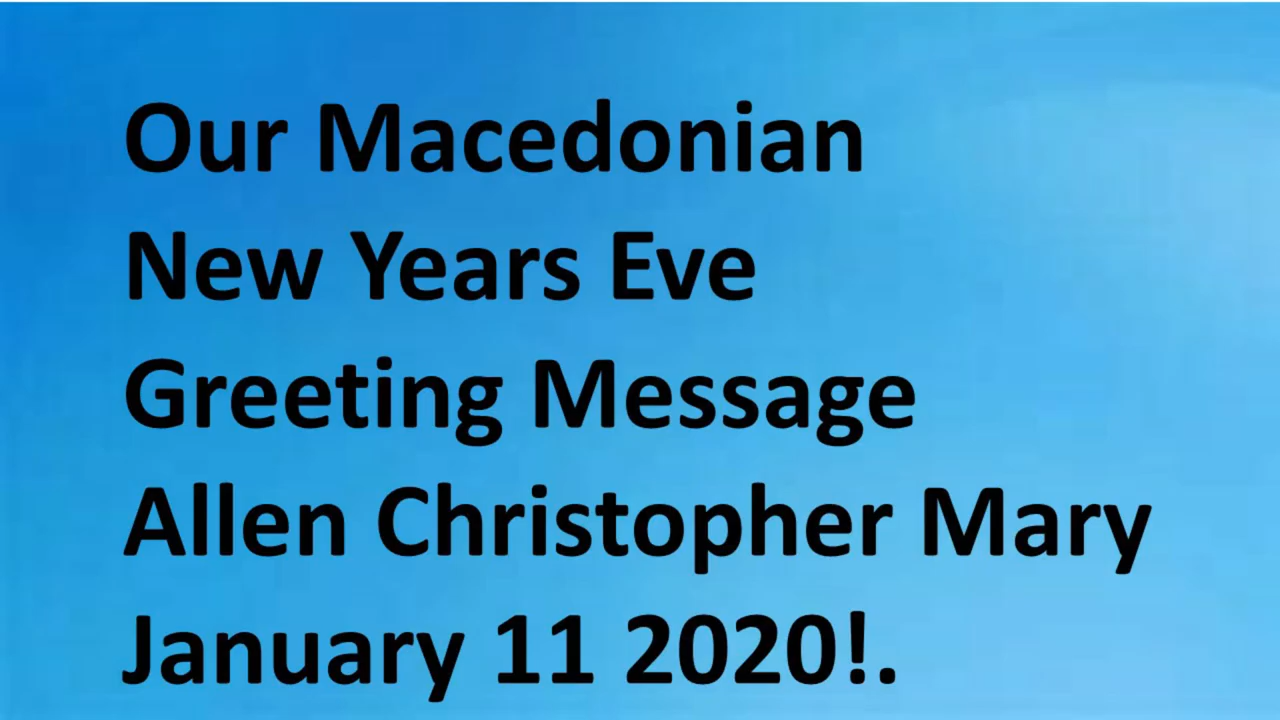 Our Macedonian
New Years Eve
Greeting Message
Allen Christopher Mary
January 11 2020!.